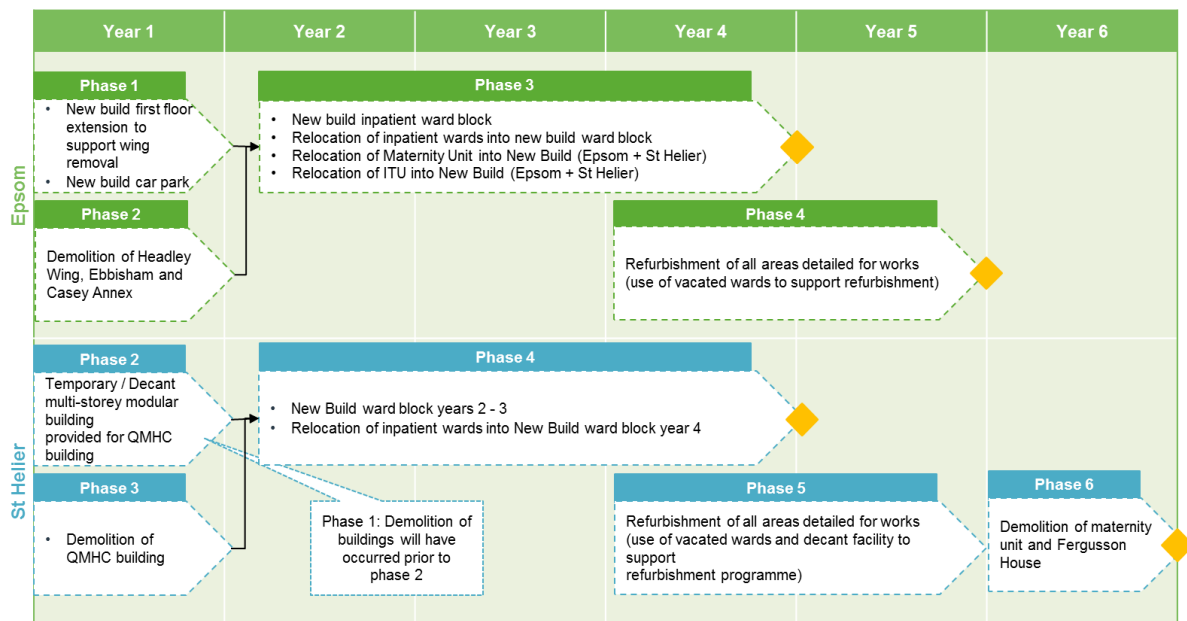 Year 1
Year 2
Year 3
Year 4
Year 5
Year 6
Epsom
Phase 1
• New build first floor
extension to
support wing
removal
• New build car park
Phase 3
• New build inpatient ward block
• Relocation of inpatient wards into new build ward block
• Relocation of Maternity Unit into New Build (Epsom + St Helier)
• Relocation of ITU into New Build (Epsom + St Helier)
Phase 2
Demolition of Headley
Wing, Ebbisham and
Casey Annex
Phase 4
Refurbishment of all areas detailed for works
(use of vacated wards to support refurbishment)
St Helier
Phase 2
Temporary / Decant
multi-storey modular
building
provided for QMHC
building
Phase 4
• New Build ward block years 2 - 3
• Relocation of inpatient wards into New Build ward block year 4
Phase 3
• Demolition of
QMHC building
Phase 1: Demolition of
buildings will have
occurred prior to
phase 2
Phase 5
Refurbishment of all areas detailed for works
(use of vacated wards and decant facility to
support
refurbishment programme)
Phase 6
Demolition of maternity
unit and Fergusson
House